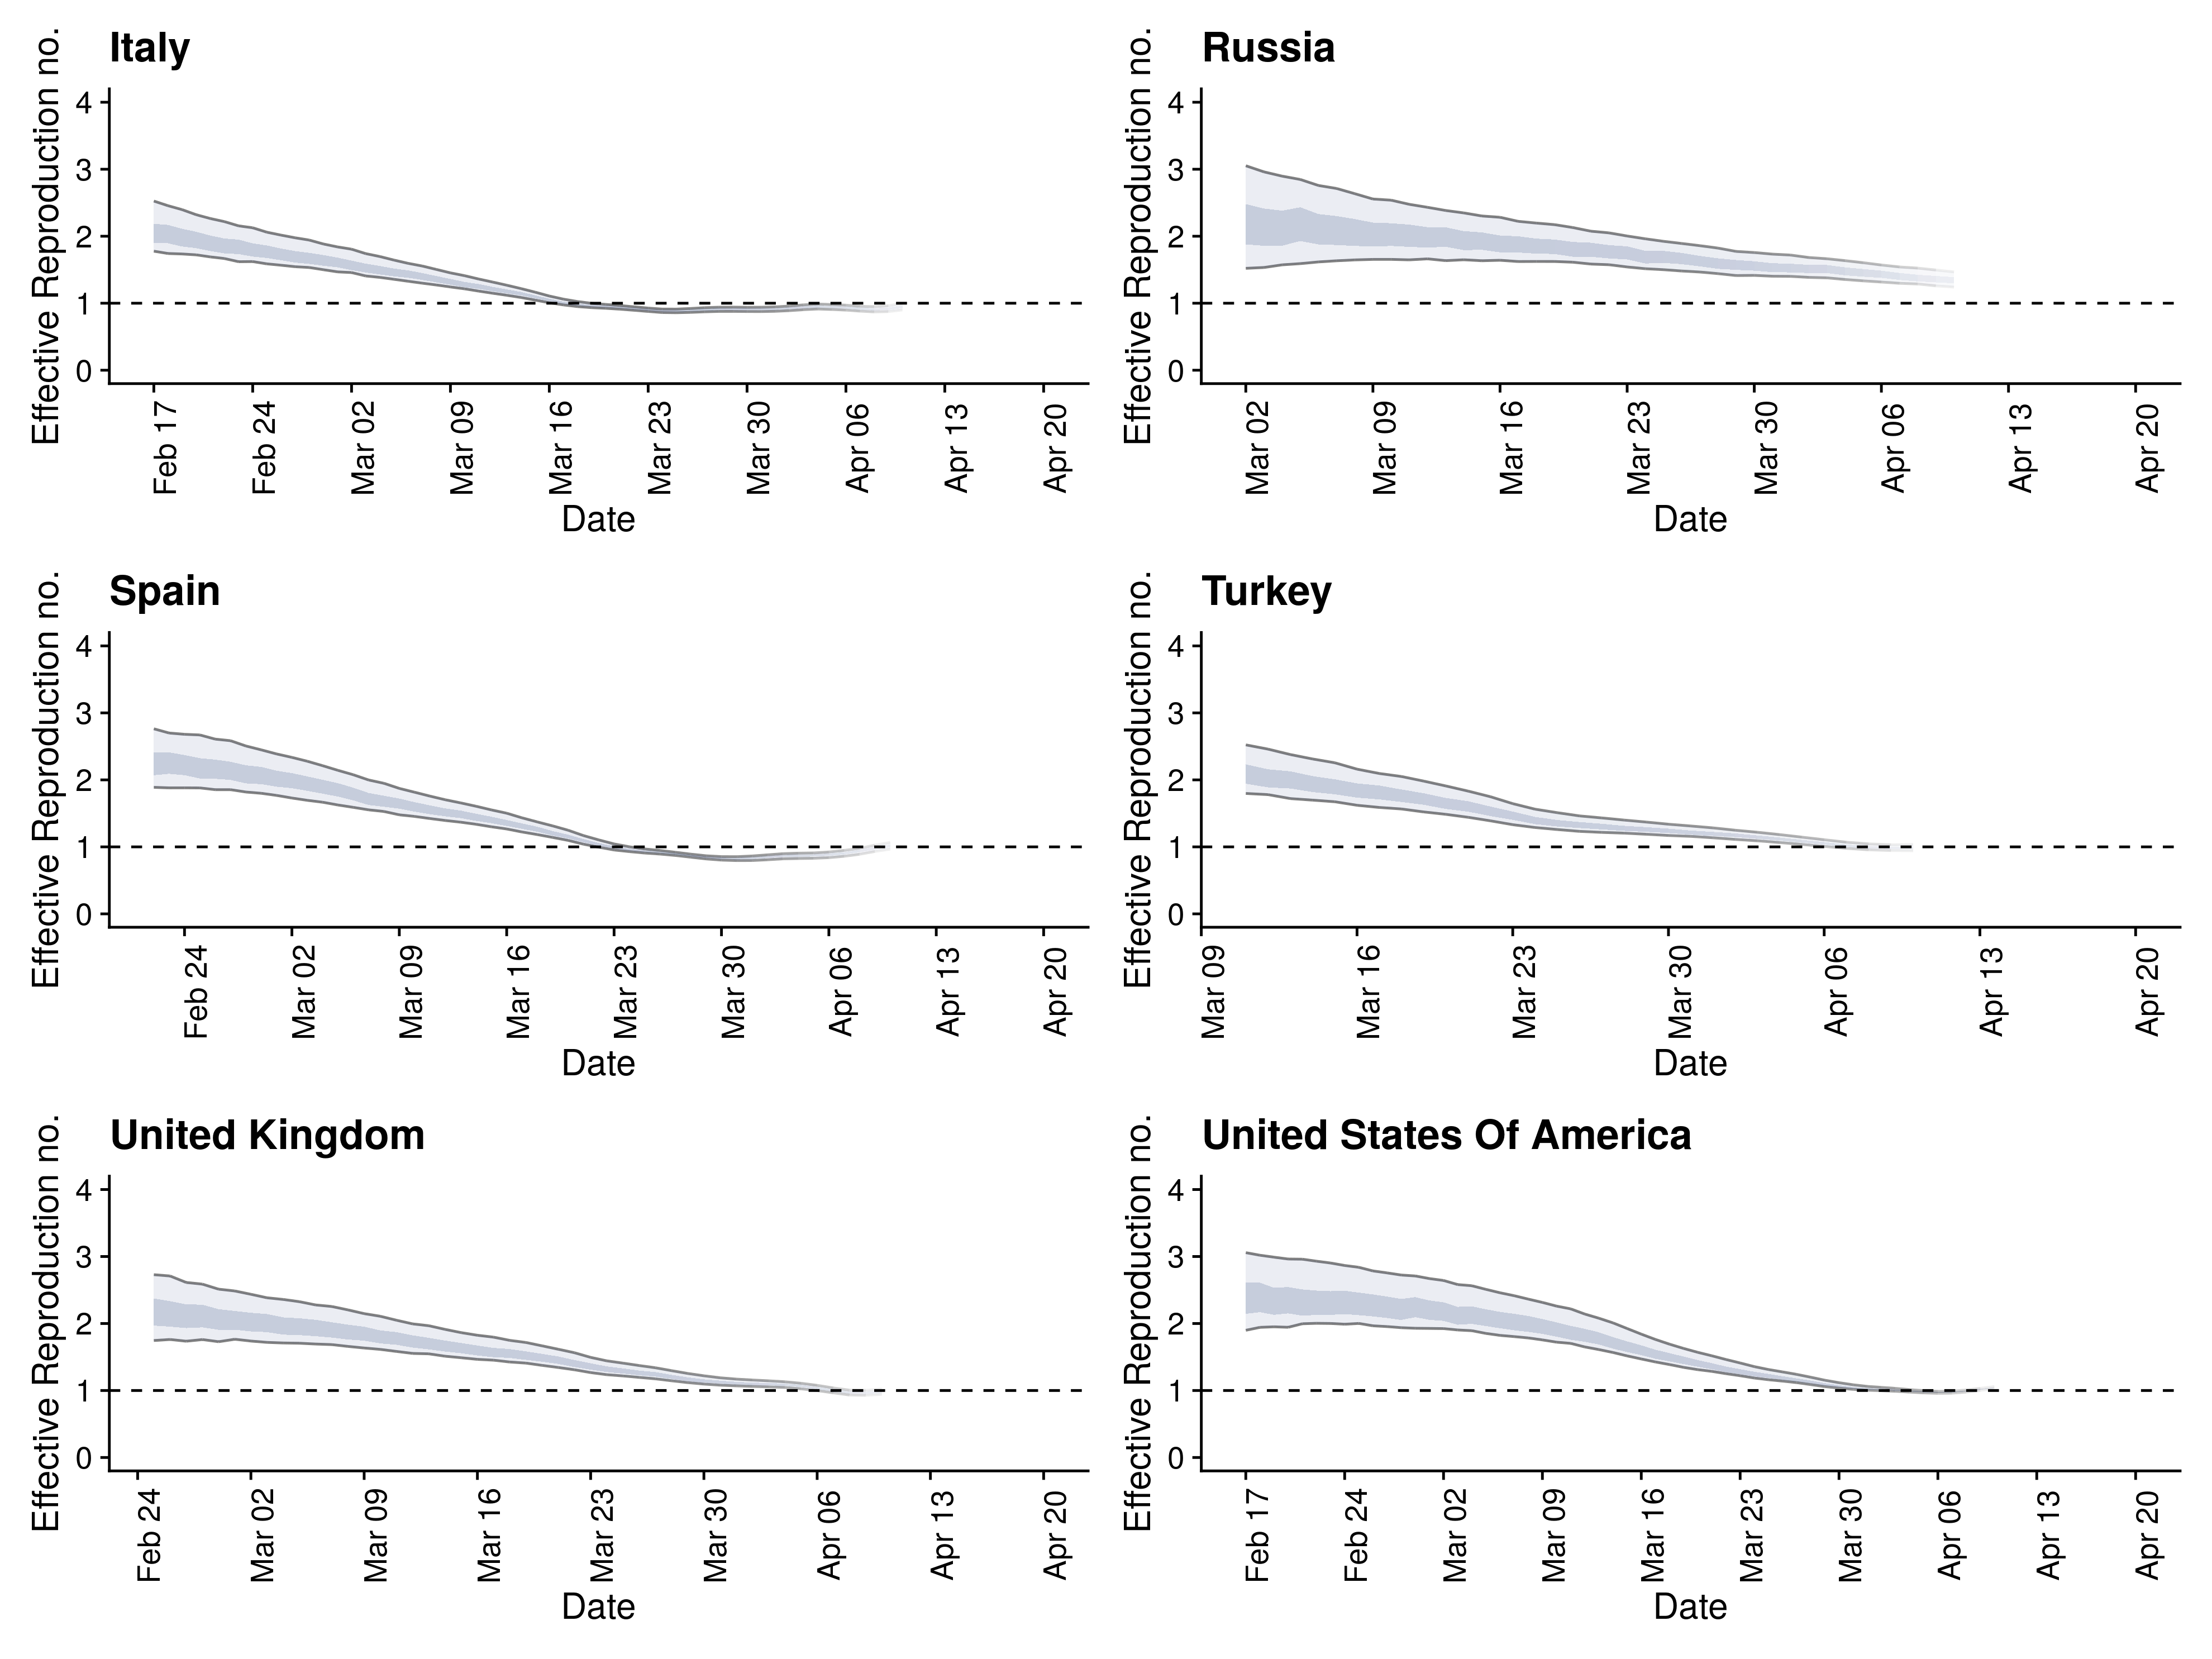 Italy
Effective Reproduction no.
4
3
2
1
0
Feb 17
Feb 24
Mar 02
Mar 09
Mar 16
Mar 23
Mar 30
Apr 06
Apr 13
Apr 20
Date
Russia
Effective Reproduction no.
4
3
2
1
0
Mar 02
Mar 09
Mar 16
Mar 23
Mar 30
Apr 06
Apr 13
Apr 20
Date
Spain
Effective Reproduction no.
4
3
2
1
0
Feb 24
Mar 02
Mar 09
Mar 16
Mar 23
Mar 30
Apr 06
Apr 13
Apr 20
Date
Turkey
Effective Reproduction no.
4
3
2
1
0
Mar 09
Mar 16
Mar 23
Mar 30
Apr 06
Apr 13
Apr 20
Date
United Kingdom
Effective Reproduction no.
4
3
2
1
0
Feb 24
Mar 02
Mar 09
Mar 16
Mar 23
Mar 30
Apr 06
Apr 13
Apr 20
Date
United States Of America
Effective Reproduction no.
4
3
2
1
0
Feb 17
Feb 24
Mar 02
Mar 09
Mar 16
Mar 23
Mar 30
Apr 06
Apr 13
Apr 20
Date